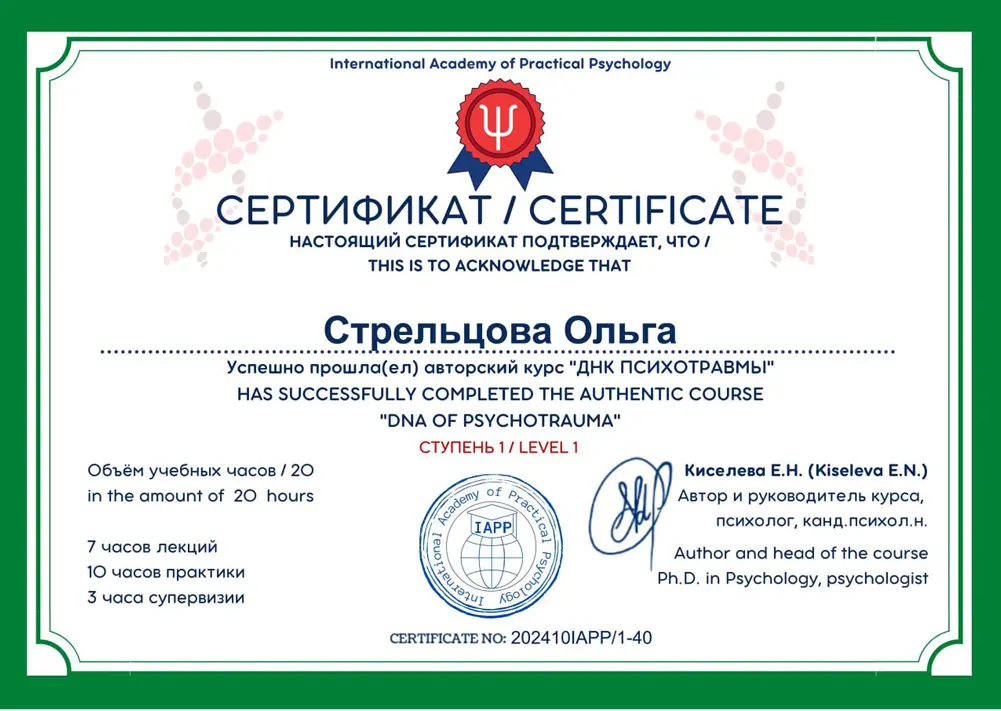 International Academy of Practical Psychology
СЕРТИФИКАТ / CERTIFICATE
НАСТОЯЩИЙ СЕРТИФИКАТ ПОДТВЕРЖДАЕТ, ЧТО /
THIS IS TO ACKNOWLEDGE THAT
Стрельцова Ольга
Успешно прошла(ел) авторский курс "ДНК ПСИХОТРАВМЫ"
HAS SUCCESSFULLY COMPLETED THE AUTHENTIC COURSE
"DNA OF PSYCHOTRAUMA"
СТУПЕНЬ 1 / LEVEL 1
Объём учебных часов / 20
in the amount of 20 hours
7 часов лекций
10 часов практики
3 часа супервизии
International Academy of Practical Psychology
IAPP
Киселева Е.Н. (Kiseleva E.N.)
Автор и руководитель курса,
психолог, канд.психол.н.
Author and head of the course
Ph.D. in Psychology, psychologist
CERTIFICATE NO: 202410IAPP/1-40